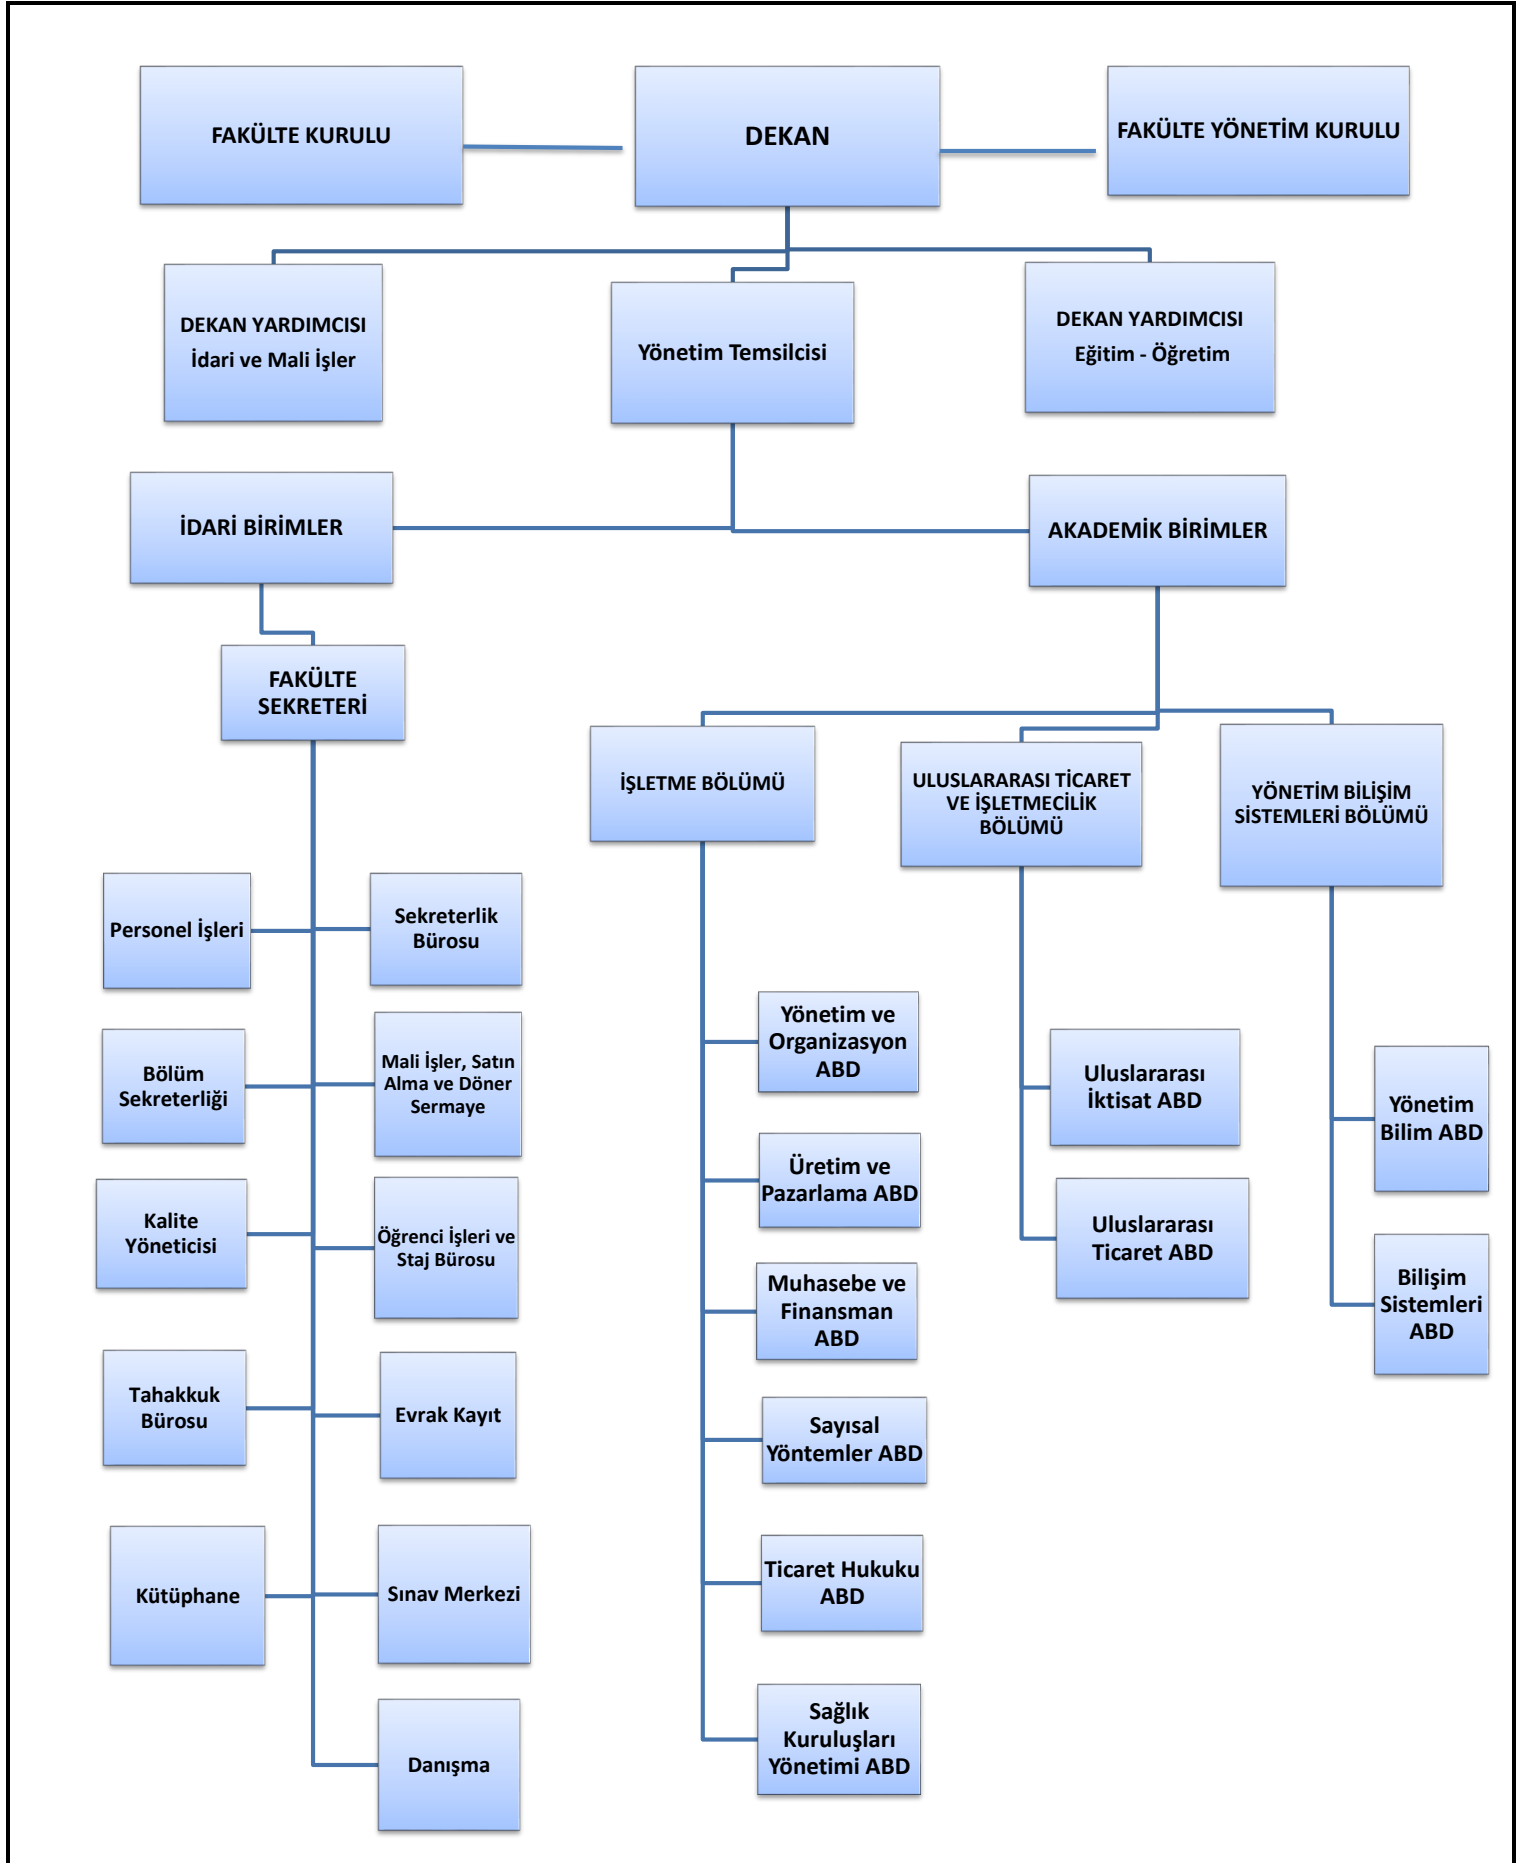 FAKÜLTE KURULU
DEKAN
FAKÜLTE YÖNETİM KURULU
DEKAN YARDIMCISI
İdari ve Mali İşler
Yönetim Temsilcisi
DEKAN YARDIMCISI
Eğitim - Öğretim
İDARİ BİRİMLER
AKADEMİK BİRİMLER
FAKÜLTE
SEKRETERİ
İŞLETME BÖLÜMÜ
ULUSLARARASI TİCARET
VE İŞLETMECİLİK
BÖLÜMÜ
YÖNETİM BİLİŞİM
SİSTEMLERİ BÖLÜMÜ
Personel İşleri
Sekreterlik
Bürosu
Bölüm
Sekreterliği
Mali İşler, Satın
Alma ve Döner
Sermaye
Kalite
Yöneticisi
Öğrenci İşleri ve
Staj Bürosu
Tahakkuk
Bürosu
Evrak Kayıt
Kütüphane
Sınav Merkezi
Danışma
Yönetim ve
Organizasyon
ABD
Üretim ve
Pazarlama ABD
Muhasebe ve
Finansman
ABD
Sayısal
Yöntemler ABD
Ticaret Hukuku
ABD
Sağlık
Kuruluşları
Yönetimi ABD
Uluslararası
İktisat ABD
Uluslararası
Ticaret ABD
Yönetim
Bilim ABD
Bilişim
Sistemleri
ABD